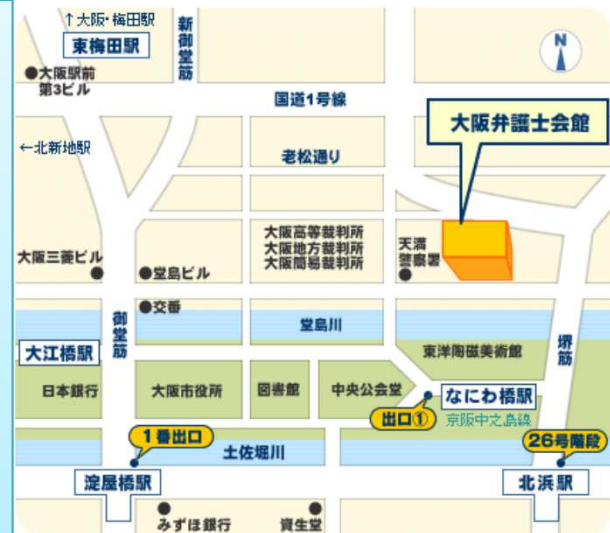 ↑大阪・梅田駅
東梅田駅
新御堂筋
N
●大阪駅前
第3ビル
国道1号線
大阪弁護士会館
←北新地駅
老松通り
大阪高等裁判所
大阪地方裁判所
大阪簡易裁判所
天満
警察署
大阪三菱ビル
●堂島ビル
●交番
御堂筋
堂島川
堺筋
大江橋駅
東洋陶磁美術館
日本銀行
大阪市役所
図書館
中央公会堂
なにわ橋駅
出口①
京阪中之島線
1番出口
土佐堀川
26号階段
淀屋橋駅
北浜駅
みずほ銀行
資生堂